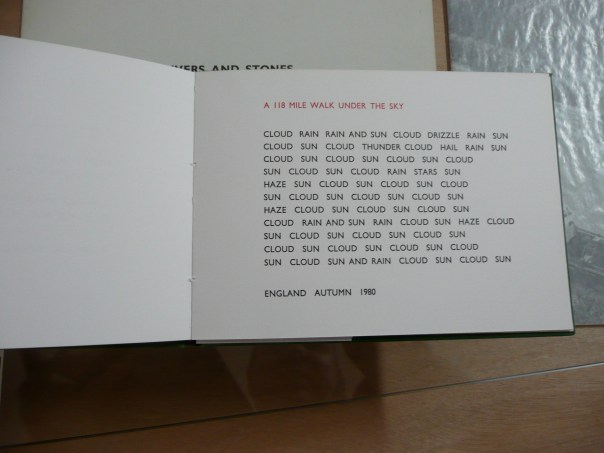 AND STONES
A 118 MILE WALK UNDER THE SKY
CLOUD RAIN RAIN AND SUN CLOUD DRIZZLE RAIN SUN
CLOUD SUN CLOUD THUNDER CLOUD HAIL RAIN SUN
CLOUD SUN CLOUD SUN CLOUD SUN CLOUD
SUN CLOUD SUN CLOUD RAIN STARS SUN
HAZE SUN CLOUD SUN CLOUD SUN CLOUD
SUN CLOUD SUN CLOUD SUN CLOUD SUN
HAZE CLOUD SUN CLOUD SUN CLOUD SUN
CLOUD RAIN AND SUN RAIN CLOUD SUN HAZE CLOUD
SUN CLOUD SUN CLOUD SUN CLOUD SUN
CLOUD SUN CLOUD SUN CLOUD SUN CLOUD
SUN CLOUD SUN AND RAIN CLOUD SUN CLOUD SUN
ENGLAND AUTUMN 1980